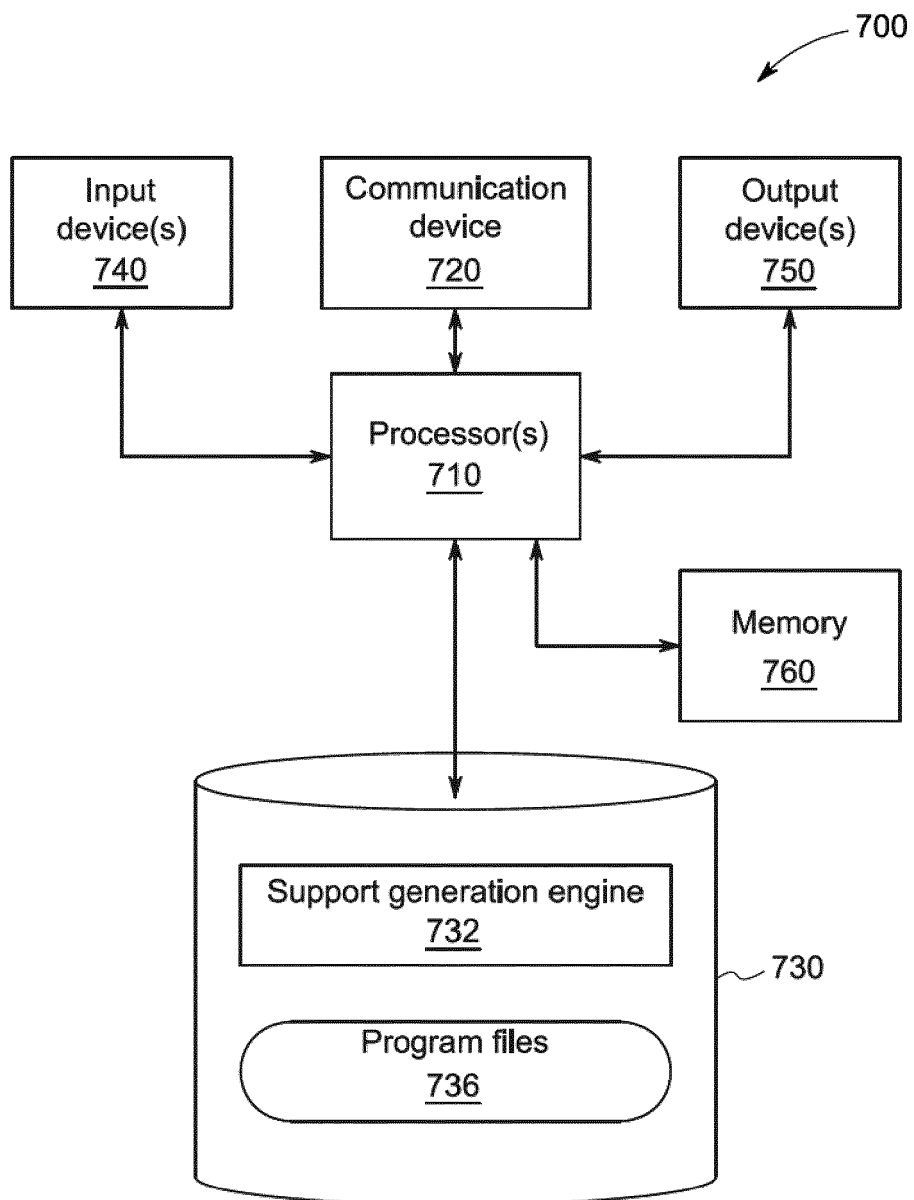 700
Input
device(s)
740
Communication
device
720
Output
device(s)
750
Processor(s)
710
Memory
760
Support generation engine
732
730
Program files
736